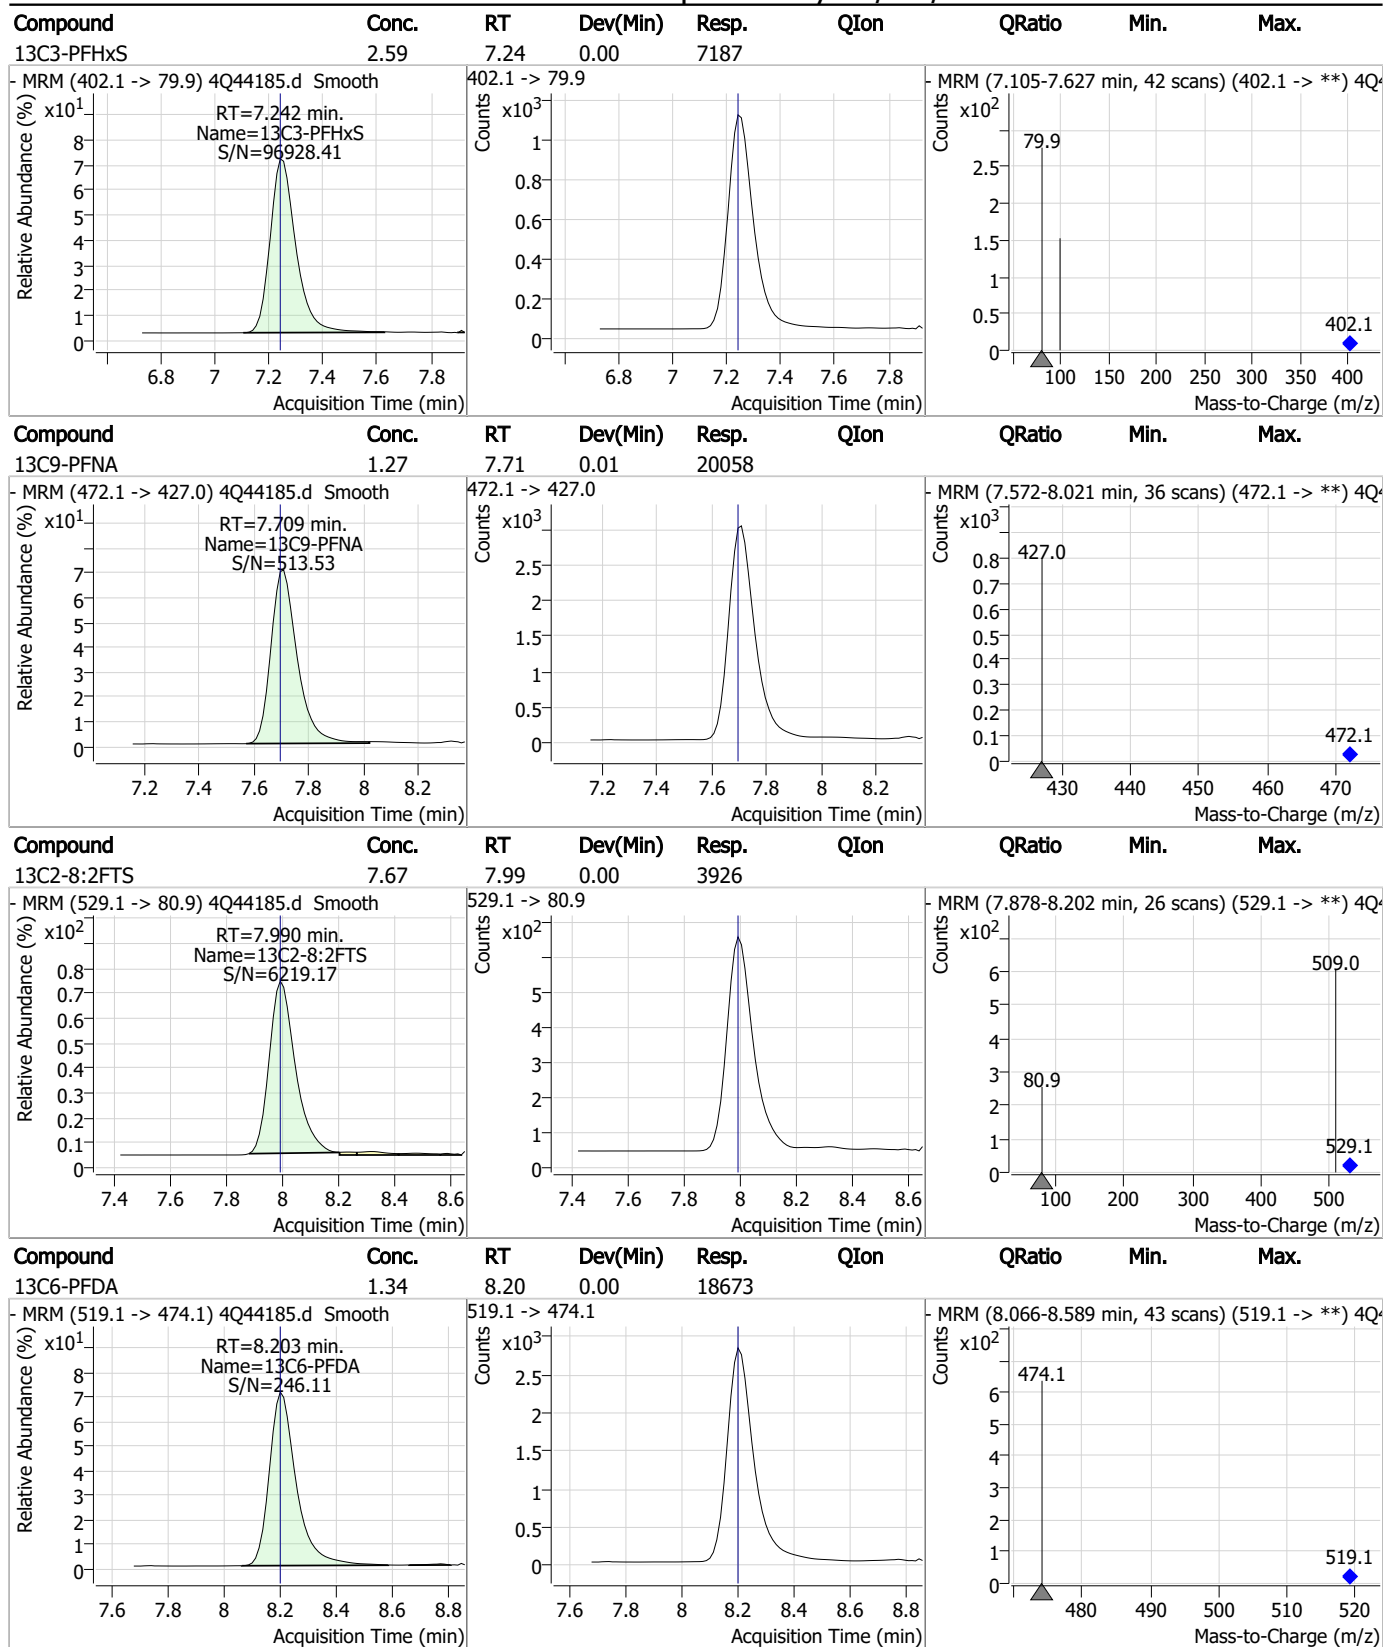 Compound Conc. RT Dev(Min) Resp. QIon QRatio Min. Max.
13C3-PFHxS 2.59 7.24 0.00 7187
- MRM (402.1 -> 79.9) 4Q44185.d Smooth
RT=7.242 min.
Name=13C3-PFHxS
S/N=96928.41
Relative Abundance (%)
x10¹
8
7
6
5
4
3
2
1
0
6.8 7 7.2 7.4 7.6 7.8
Acquisition Time (min)
402.1 -> 79.9
Counts
x10³
1
0.8
0.6
0.4
0.2
0
6.8 7 7.2 7.4 7.6 7.8
Acquisition Time (min)
- MRM (7.105-7.627 min, 42 scans) (402.1 -> **) 4Q4
Counts
x10²
79.9
402.1
2.5
2
1.5
1
0.5
0
100 150 200 250 300 350 400
Mass-to-Charge (m/z)
Compound Conc. RT Dev(Min) Resp. QIon QRatio Min. Max.
13C9-PFNA 1.27 7.71 0.01 20058
- MRM (472.1 -> 427.0) 4Q44185.d Smooth
RT=7.709 min.
Name=13C9-PFNA
S/N=513.53
Relative Abundance (%)
x10¹
7
6
5
4
3
2
1
0
7.2 7.4 7.6 7.8 8 8.2
Acquisition Time (min)
472.1 -> 427.0
Counts
x10³
2.5
2
1.5
1
0.5
0
7.2 7.4 7.6 7.8 8 8.2
Acquisition Time (min)
- MRM (7.572-8.021 min, 36 scans) (472.1 -> **) 4Q4
Counts
x10³
427.0
472.1
0.8
0.7
0.6
0.5
0.4
0.3
0.2
0.1
0
430 440 450 460 470
Mass-to-Charge (m/z)
Compound Conc. RT Dev(Min) Resp. QIon QRatio Min. Max.
13C2-8:2FTS 7.67 7.99 0.00 3926
- MRM (529.1 -> 80.9) 4Q44185.d Smooth
RT=7.990 min.
Name=13C2-8:2FTS
S/N=6219.17
Relative Abundance (%)
x10²
0.8
0.7
0.6
0.5
0.4
0.3
0.2
0.1
0
7.4 7.6 7.8 8 8.2 8.4 8.6
Acquisition Time (min)
529.1 -> 80.9
Counts
x10²
5
4
3
2
1
0
7.4 7.6 7.8 8 8.2 8.4 8.6
Acquisition Time (min)
- MRM (7.878-8.202 min, 26 scans) (529.1 -> **) 4Q4
Counts
x10²
509.0
80.9
529.1
6
5
4
3
2
1
0
100 200 300 400 500
Mass-to-Charge (m/z)
Compound Conc. RT Dev(Min) Resp. QIon QRatio Min. Max.
13C6-PFDA 1.34 8.20 0.00 18673
- MRM (519.1 -> 474.1) 4Q44185.d Smooth
RT=8.203 min.
Name=13C6-PFDA
S/N=246.11
Relative Abundance (%)
x10¹
8
7
6
5
4
3
2
1
0
7.6 7.8 8 8.2 8.4 8.6 8.8
Acquisition Time (min)
519.1 -> 474.1
Counts
x10³
2.5
2
1.5
1
0.5
0
7.6 7.8 8 8.2 8.4 8.6 8.8
Acquisition Time (min)
- MRM (8.066-8.589 min, 43 scans) (519.1 -> **) 4Q4
Counts
x10²
474.1
519.1
6
5
4
3
2
1
0
480 490 500 510 520
Mass-to-Charge (m/z)